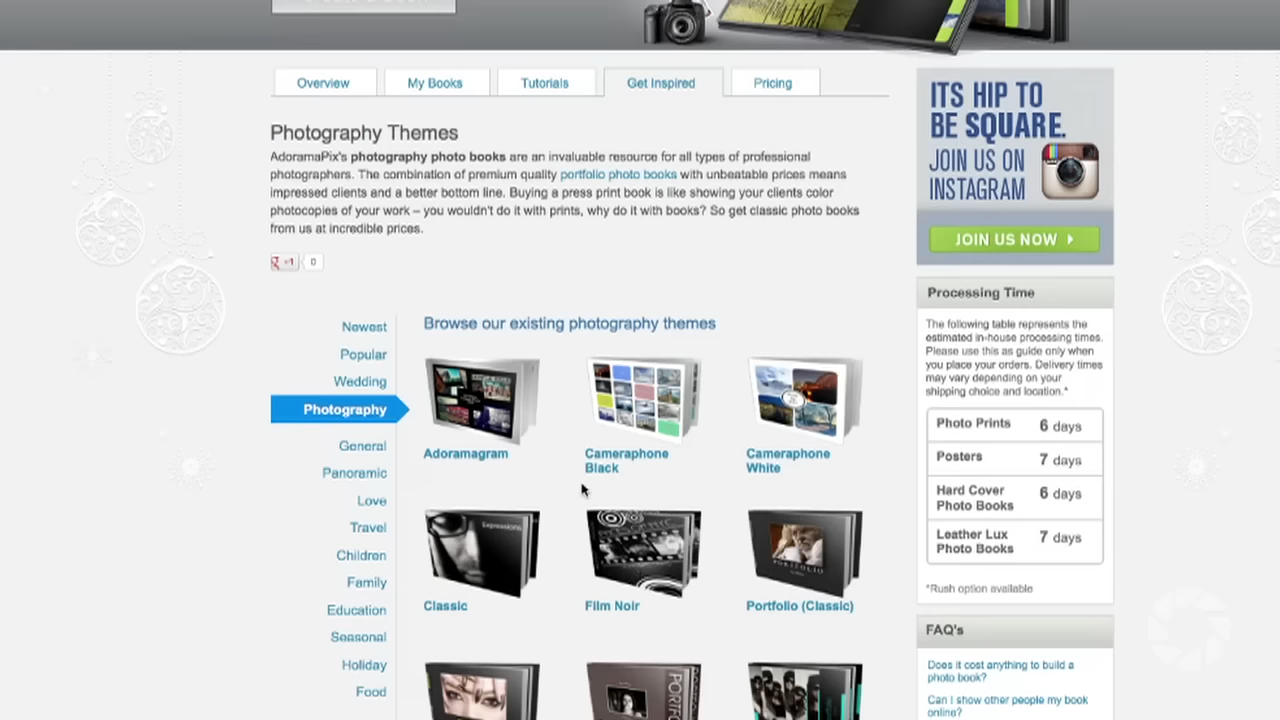 Overview
My Books
Tutorials
Get Inspired
Pricing
Photography Themes
AdoramaPix's photography photo books are an invaluable resource for all types of professional
photographers. The combination of premium quality portfolio photo books with unbeatable prices means
impressed clients and a better bottom line. Buying a press print book is like showing your clients color
photocopies of your work – you wouldn't do it with prints, why do it with books? So get classic photo books
from us at incredible prices.
+1
0
Newest
Popular
Wedding
Photography
General
Panoramic
Love
Travel
Children
Family
Education
Seasonal
Holiday
Food
Browse our existing photography themes
Adoramagram
Cameraphone
Black
Cameraphone
White
Expressions
Classic
Film Noir
PORTFOLIO
Portfolio (Classic)
ITS HIP TO
BE SQUARE.
JOIN US ON
INSTAGRAM
JOIN US NOW
Processing Time
The following table represents the
estimated in-house processing times.
Please use this as guide only when
you place your orders. Delivery times
may vary depending on your
shipping choice and location.*
Photo Prints 6 days
Posters 7 days
Hard Cover
Photo Books 6 days
Leather Lux
Photo Books 7 days
*Rush option available
FAQ's
Does it cost anything to build a
photo book?
Can I show other people my book
online?